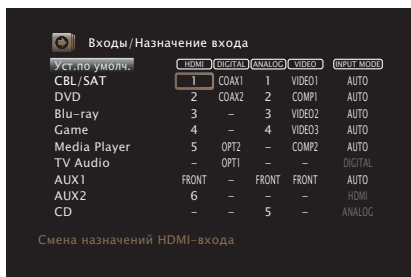 Входы/Назначение входа
Уст.по умолч. HDMI DIGITAL ANALOG VIDEO INPUT MODE
CBL/SAT 1 COAX1 1 VIDEO1 AUTO
DVD 2 COAX2 2 COMP1 AUTO
Blu-ray 3 – 3 VIDEO2 AUTO
Game 4 – 4 VIDEO3 AUTO
Media Player 5 OPT2 – COMP2 AUTO
TV Audio – OPT1 – – DIGITAL
AUX1 FRONT – FRONT FRONT AUTO
AUX2 6 – – – HDMI
CD – – 5 – ANALOG
Смена назначений HDMI-входа